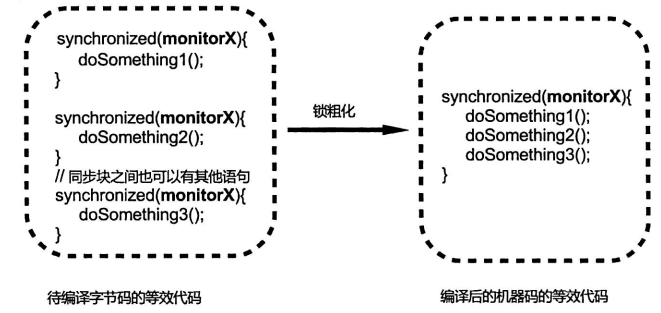 synchronized(monitorX){
doSomething1();
}
synchronized(monitorX){
doSomething2();
}
// 同步块之间也可以有其他语句
synchronized(monitorX){
doSomething3();
}
锁粗化
synchronized(monitorX){
doSomething1();
doSomething2();
doSomething3();
}
待编译字节码的等效代码
编译后的机器码的等效代码